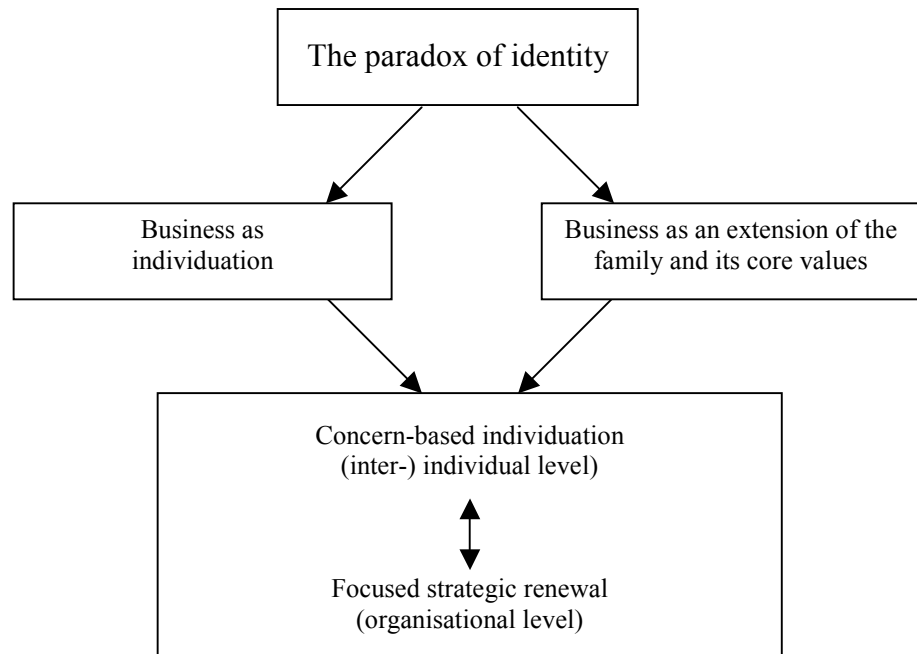 The paradox of identity
Business as
individuation
Business as an extension of the
family and its core values
Concern-based individuation
(inter-) individual level)
Focused strategic renewal
(organisational level)